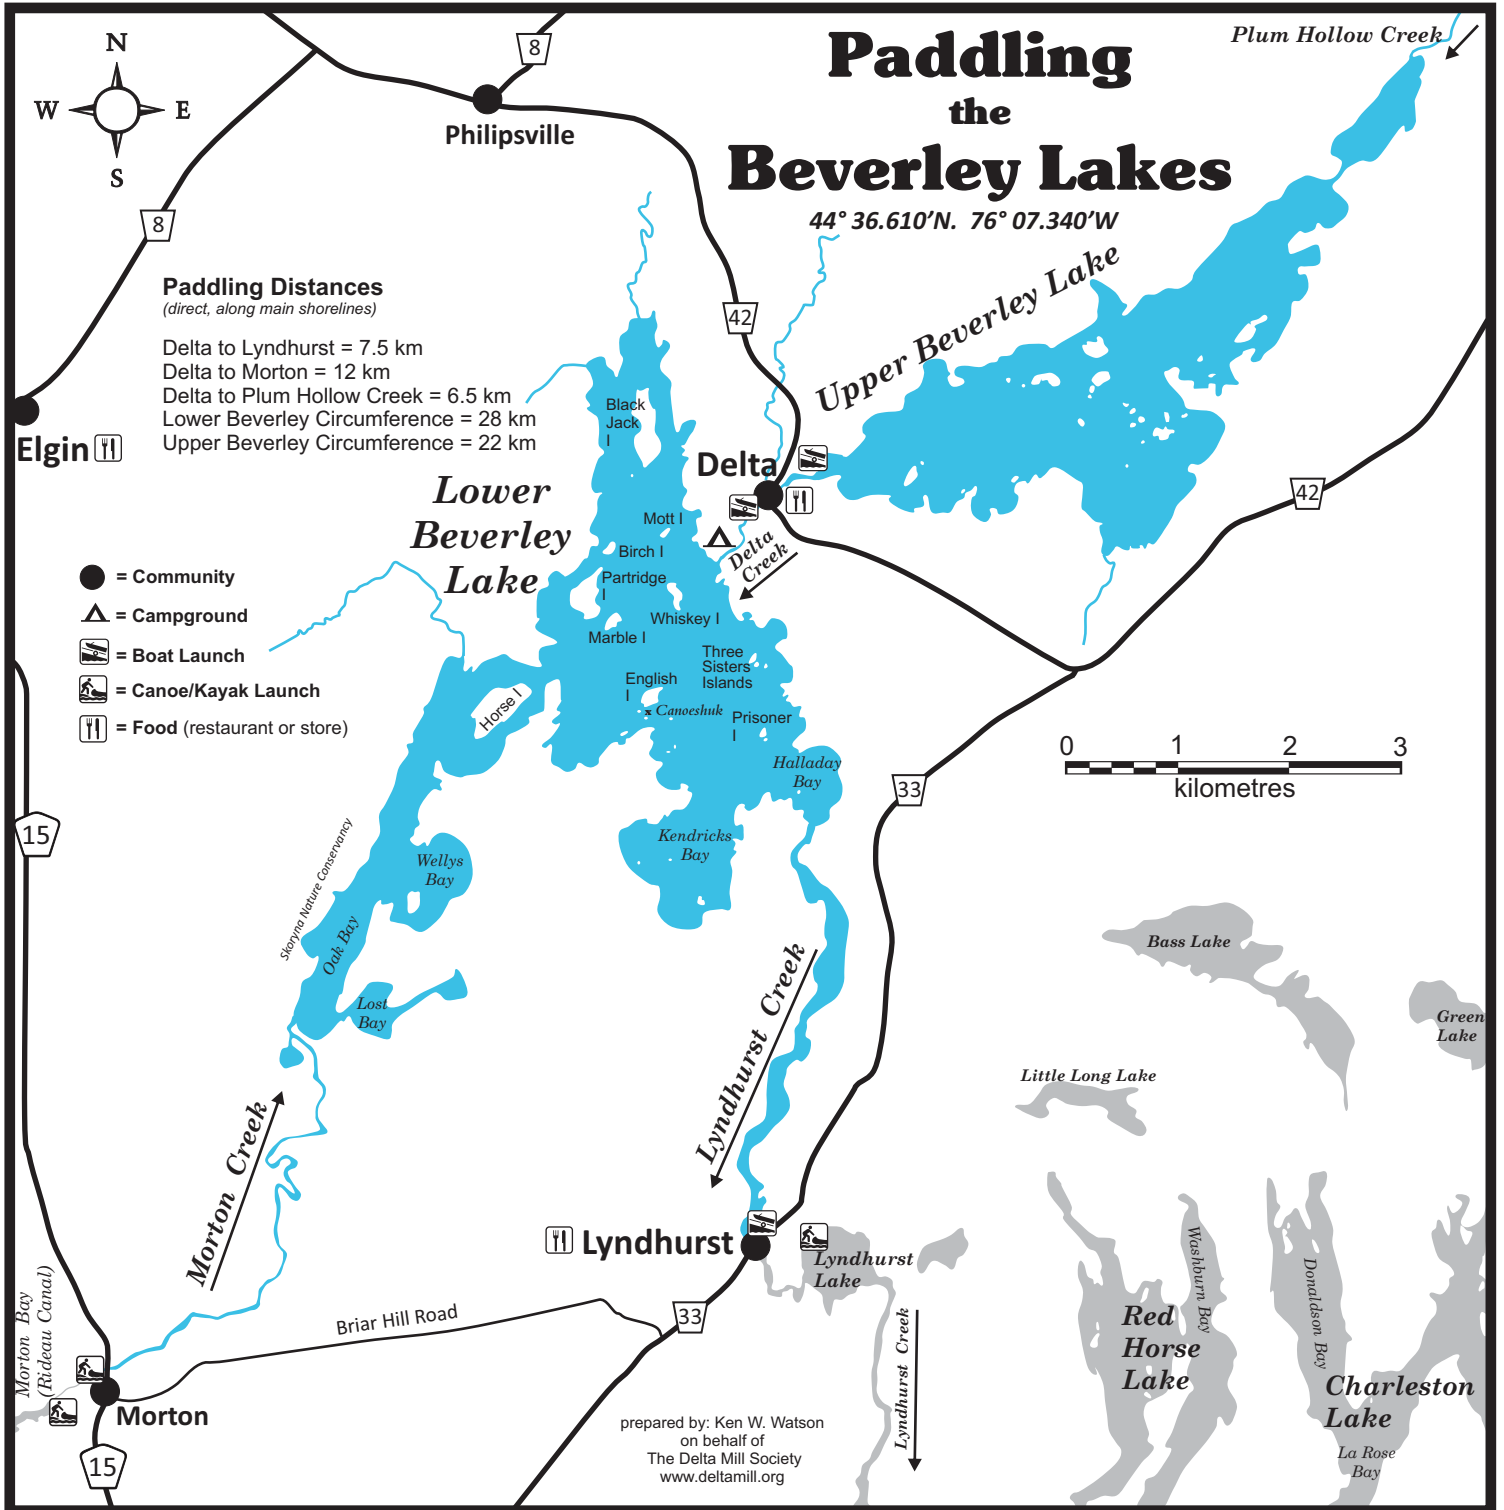 Paddling
the
Beverley Lakes
44° 36.610’N.  76° 07.340’W
Plum Hollow Creek
N
W
E
S
8
Philipsville
8
42
Upper Beverley Lake
Paddling Distances
(direct, along main shorelines)
Delta to Lyndhurst = 7.5 km
Delta to Morton = 12 km
Delta to Plum Hollow Creek = 6.5 km
Lower Beverley Circumference = 28 km
Upper Beverley Circumference = 22 km
Elgin
Black
Jack
I
Delta
Lower
Beverley
Lake
42
Mott I
Birch I
Delta
Creek
Partridge
I
Whiskey I
Marble I
Three
Sisters
Islands
English
I
x Canoeshuk
Prisoner
I
Horse I
= Community
= Campground
= Boat Launch
= Canoe/Kayak Launch
= Food (restaurant or store)
Halladay
Bay
0 1 2 3
kilometres
33
15
Kendricks
Bay
Wellys
Bay
Skoryna Nature Conservancy
Oak Bay
Lost
Bay
Bass Lake
Green
Lake
Little Long Lake
Lyndhurst Creek
Morton Creek
Lyndhurst
Lyndhurst
Lake
Washburn Bay
Donaldson Bay
Morton Bay
(Rideau Canal)
Briar Hill Road
33
Red
Horse
Lake
Lyndhurst Creek
Charleston
Lake
La Rose
Bay
Morton
15
prepared by: Ken W. Watson
on behalf of
The Delta Mill Society
www.deltamill.org